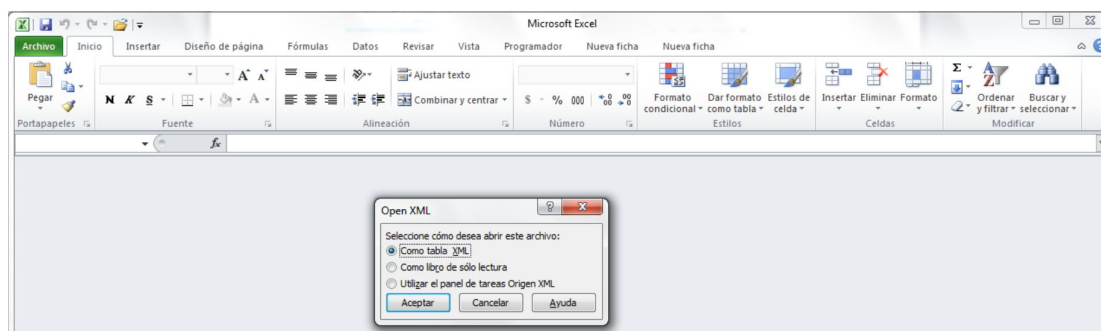 Microsoft Excel
Archivo Inicio Insertar Diseño de página Fórmulas Datos Revisar Vista Programador Nueva ficha Nueva ficha
Pegar
N K S A A A
Ajustar texto
Combinar y centrar
$ % 000
Formato condicional
Dar formato como tabla
Estilos de celda
Insertar Eliminar Formato
Σ
Ordenar y filtrar
Buscar y seleccionar
Portapapeles Fuente Alineación Número Estilos Celdas Modificar
fx
Open XML
Seleccione cómo desea abrir este archivo:
Como tabla XML
Como libro de sólo lectura
Utilizar el panel de tareas Origen XML
Aceptar Cancelar Ayuda